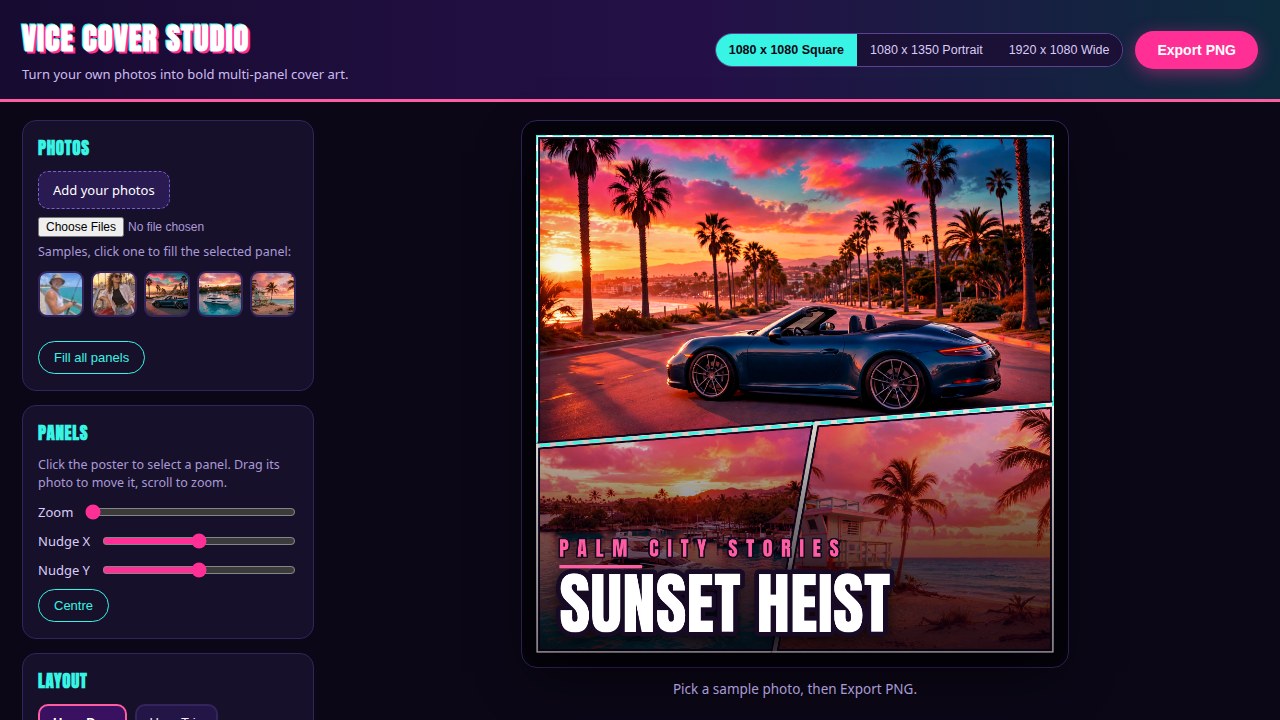 VICE COVER STUDIO
Turn your own photos into bold multi-panel cover art.
1080 x 1080 Square
1080 x 1350 Portrait
1920 x 1080 Wide
Export PNG
PHOTOS
Add your photos
Choose Files No file chosen
Samples, click one to fill the selected panel:
Fill all panels
PANELS
Click the poster to select a panel. Drag its
photo to move it, scroll to zoom.
Zoom
Nudge X
Nudge Y
Centre
LAYOUT
PALM CITY STORIES
SUNSET HEIST
Pick a sample photo, then Export PNG.